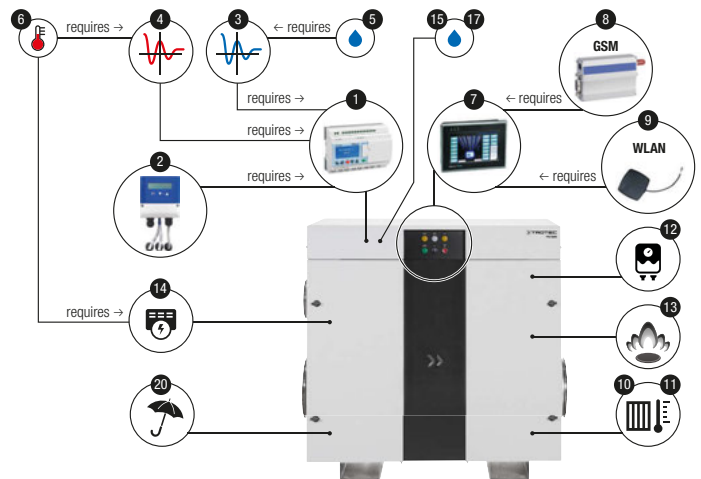 6
requires →
4
3
← requires
5
15
17
8
GSM
requires →
1
7
← requires
9
requires →
WLAN
2
requires →
← requires
TROTEC
12
14
requires →
13
20
10
11